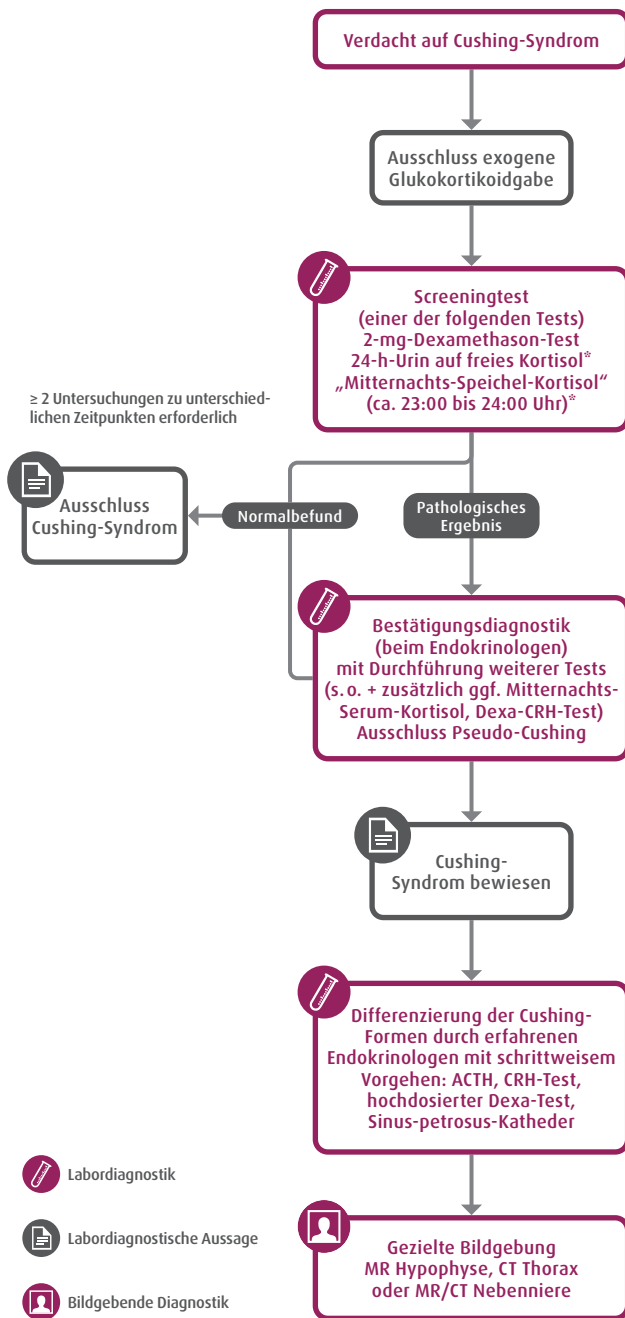 Verdacht auf Cushing-Syndrom
Ausschluss exogene
Glukokortikoidgabe
Screeningtest
(einer der folgenden Tests)
2-mg-Dexamethason-Test
24-h-Urin auf freies Kortisol*
„Mitternachts-Speichel-Kortisol“
(ca. 23:00 bis 24:00 Uhr)*
≥ 2 Untersuchungen zu unterschied-
lichen Zeitpunkten erforderlich
Ausschluss
Cushing-Syndrom
Normalbefund
Pathologisches
Ergebnis
Bestätigungsdiagnostik
(beim Endokrinologen)
mit Durchführung weiterer Tests
(s. o. + zusätzlich ggf. Mitternachts-
Serum-Kortisol, Dexa-CRH-Test)
Ausschluss Pseudo-Cushing
Cushing-
Syndrom bewiesen
Differenzierung der Cushing-
Formen durch erfahrenen
Endokrinologen mit schrittweisem
Vorgehen: ACTH, CRH-Test,
hochdosierter Dexa-Test,
Sinus-petrosus-Katheder
Labordiagnostik
Labordiagnostische Aussage
Bildgebende Diagnostik
Gezielte Bildgebung
MR Hypophyse, CT Thorax
oder MR/CT Nebenniere